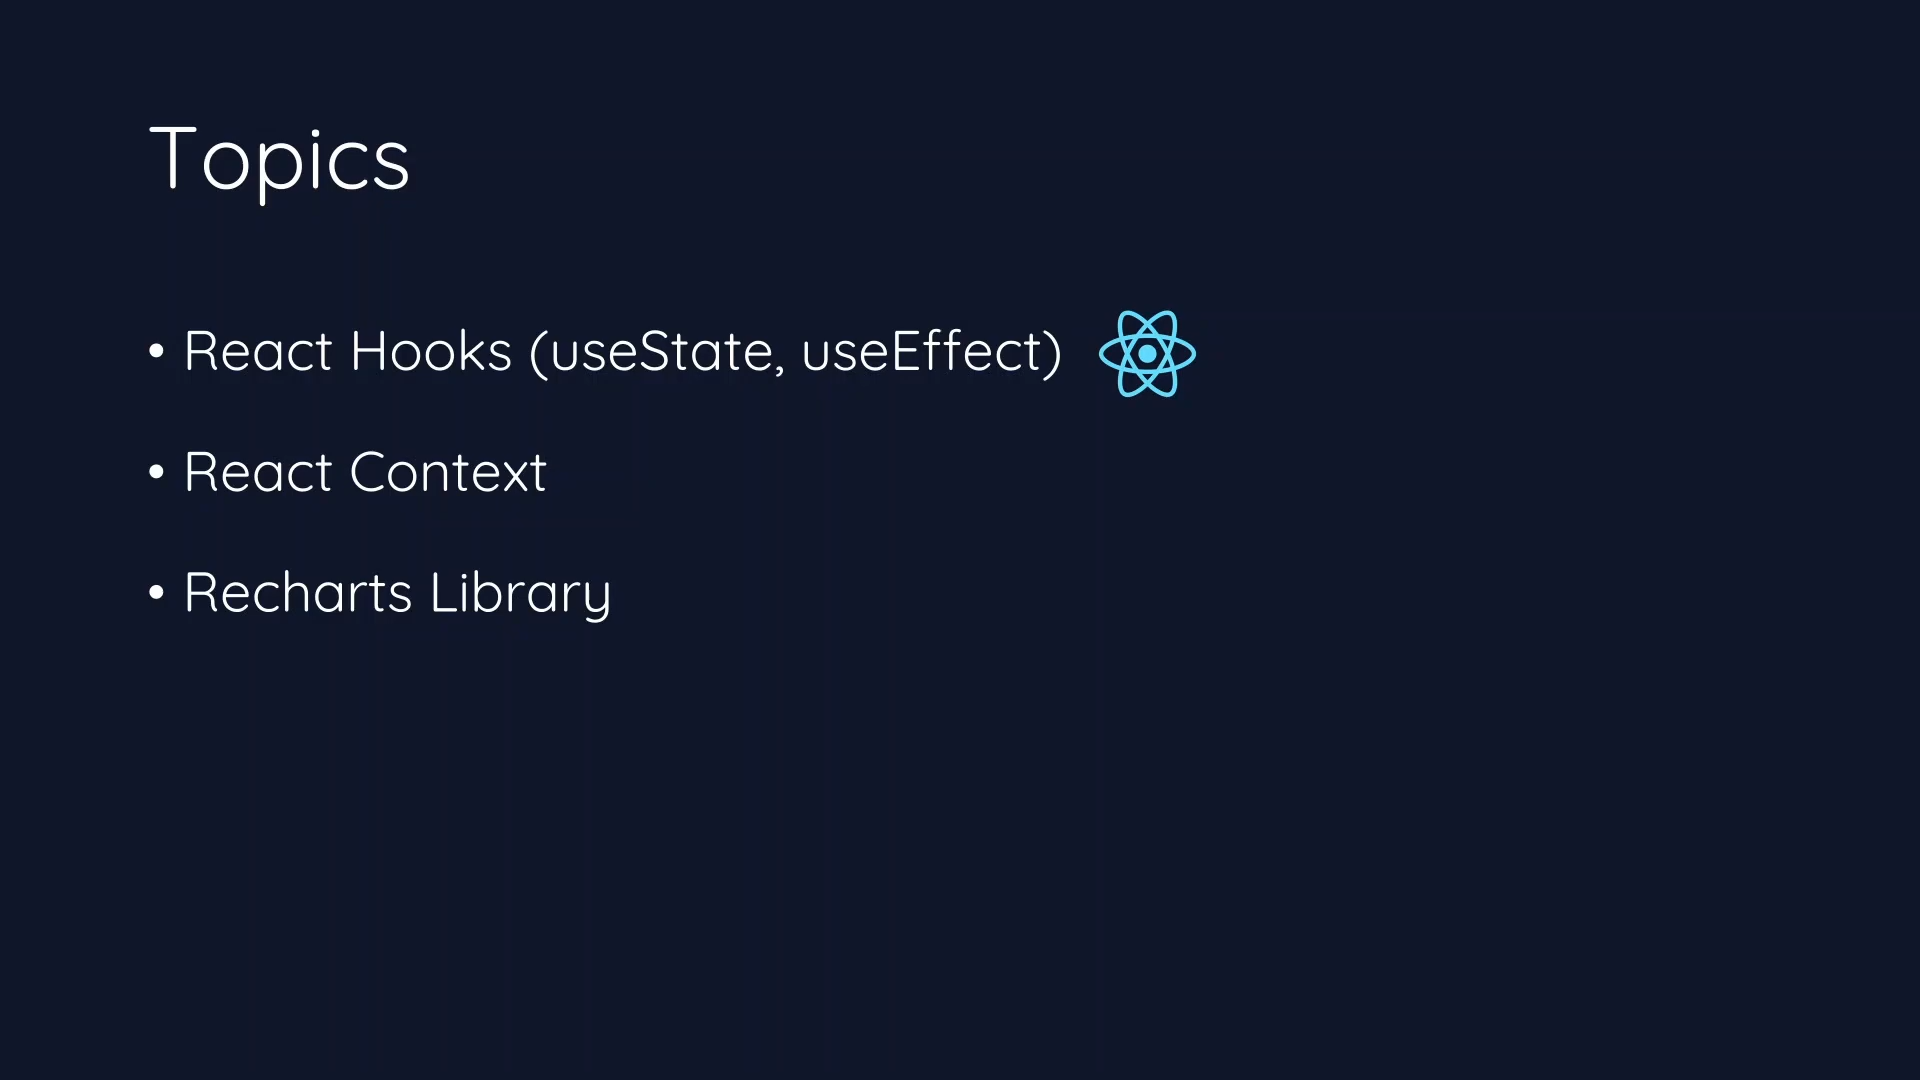 Topics
• React Hooks (useState, useEffect)
• React Context
• Recharts Library